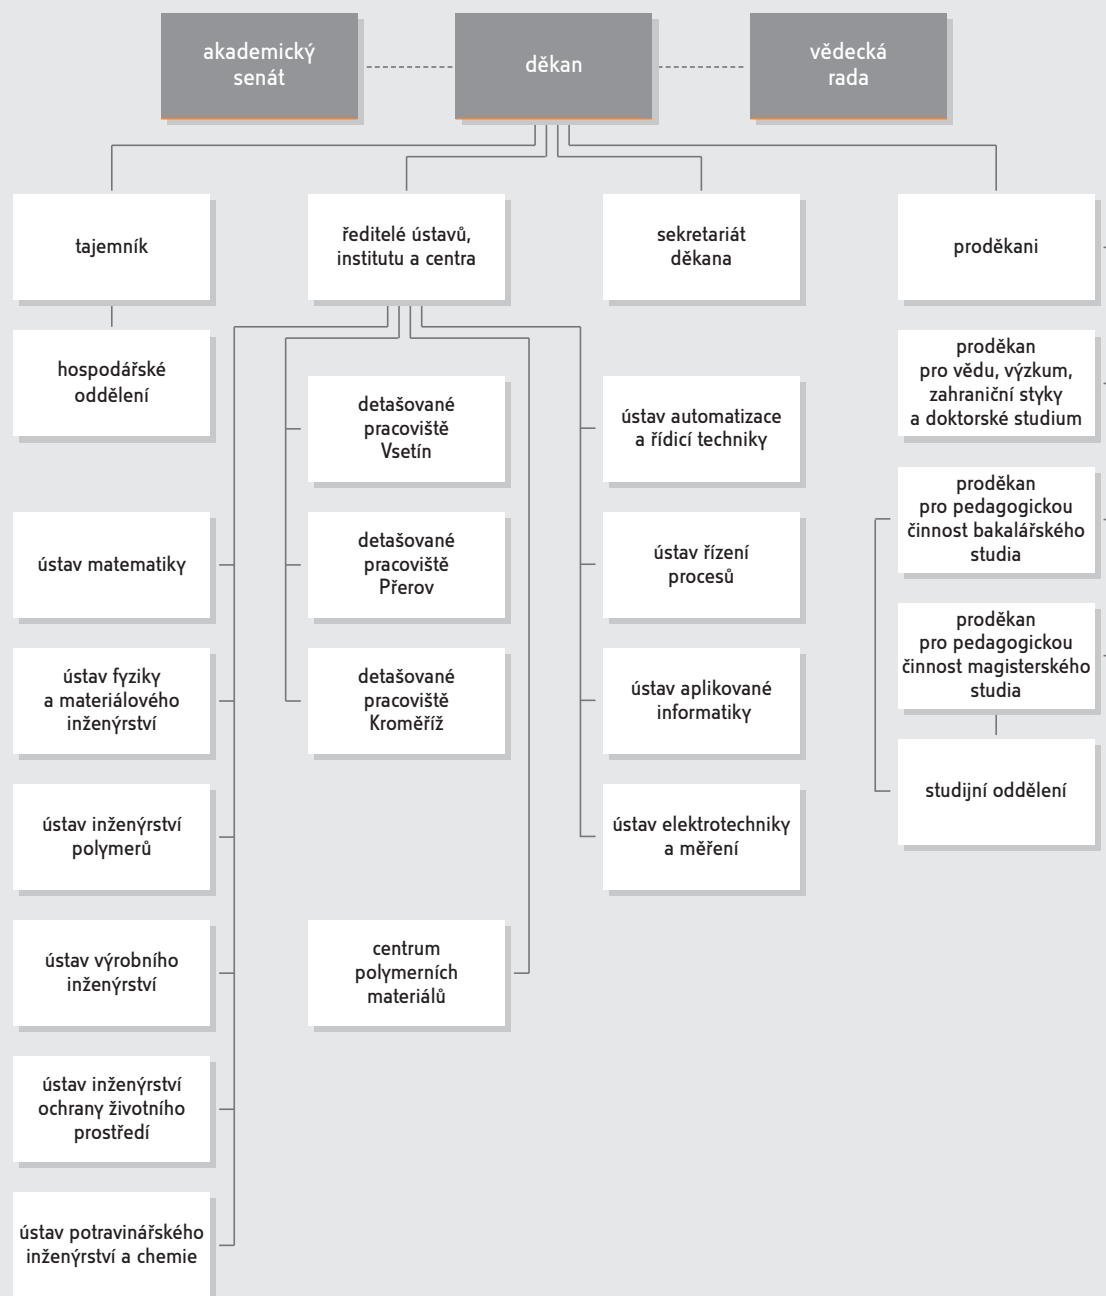 akademický
senát
děkan
vědecká
rada
tajemník
ředitelé ústavů,
institutu a centra
sekretariát
děkana
proděkani
hospodářské
oddělení
proděkan
pro vědu, výzkum,
zahraniční styky
a doktorské studium
detašované
pracoviště
Vsetín
ústav automatizace
a řídicí techniky
proděkan
pro pedagogickou
činnost bakalářského
studia
ústav matematiky
detašované
pracoviště
Přerov
ústav řízení
procesů
proděkan
pro pedagogickou
činnost magisterského
studia
ústav fyziky
a materiálového
inženýrství
detašované
pracoviště
Kroměříž
ústav aplikované
informatiky
studijní oddělení
ústav inženýrství
polymerů
ústav elektrotechniky
a měření
ústav výrobního
inženýrství
centrum
polymerních
materiálů
ústav inženýrství
ochrany životního
prostředí
ústav potravinářského
inženýrství a chemie